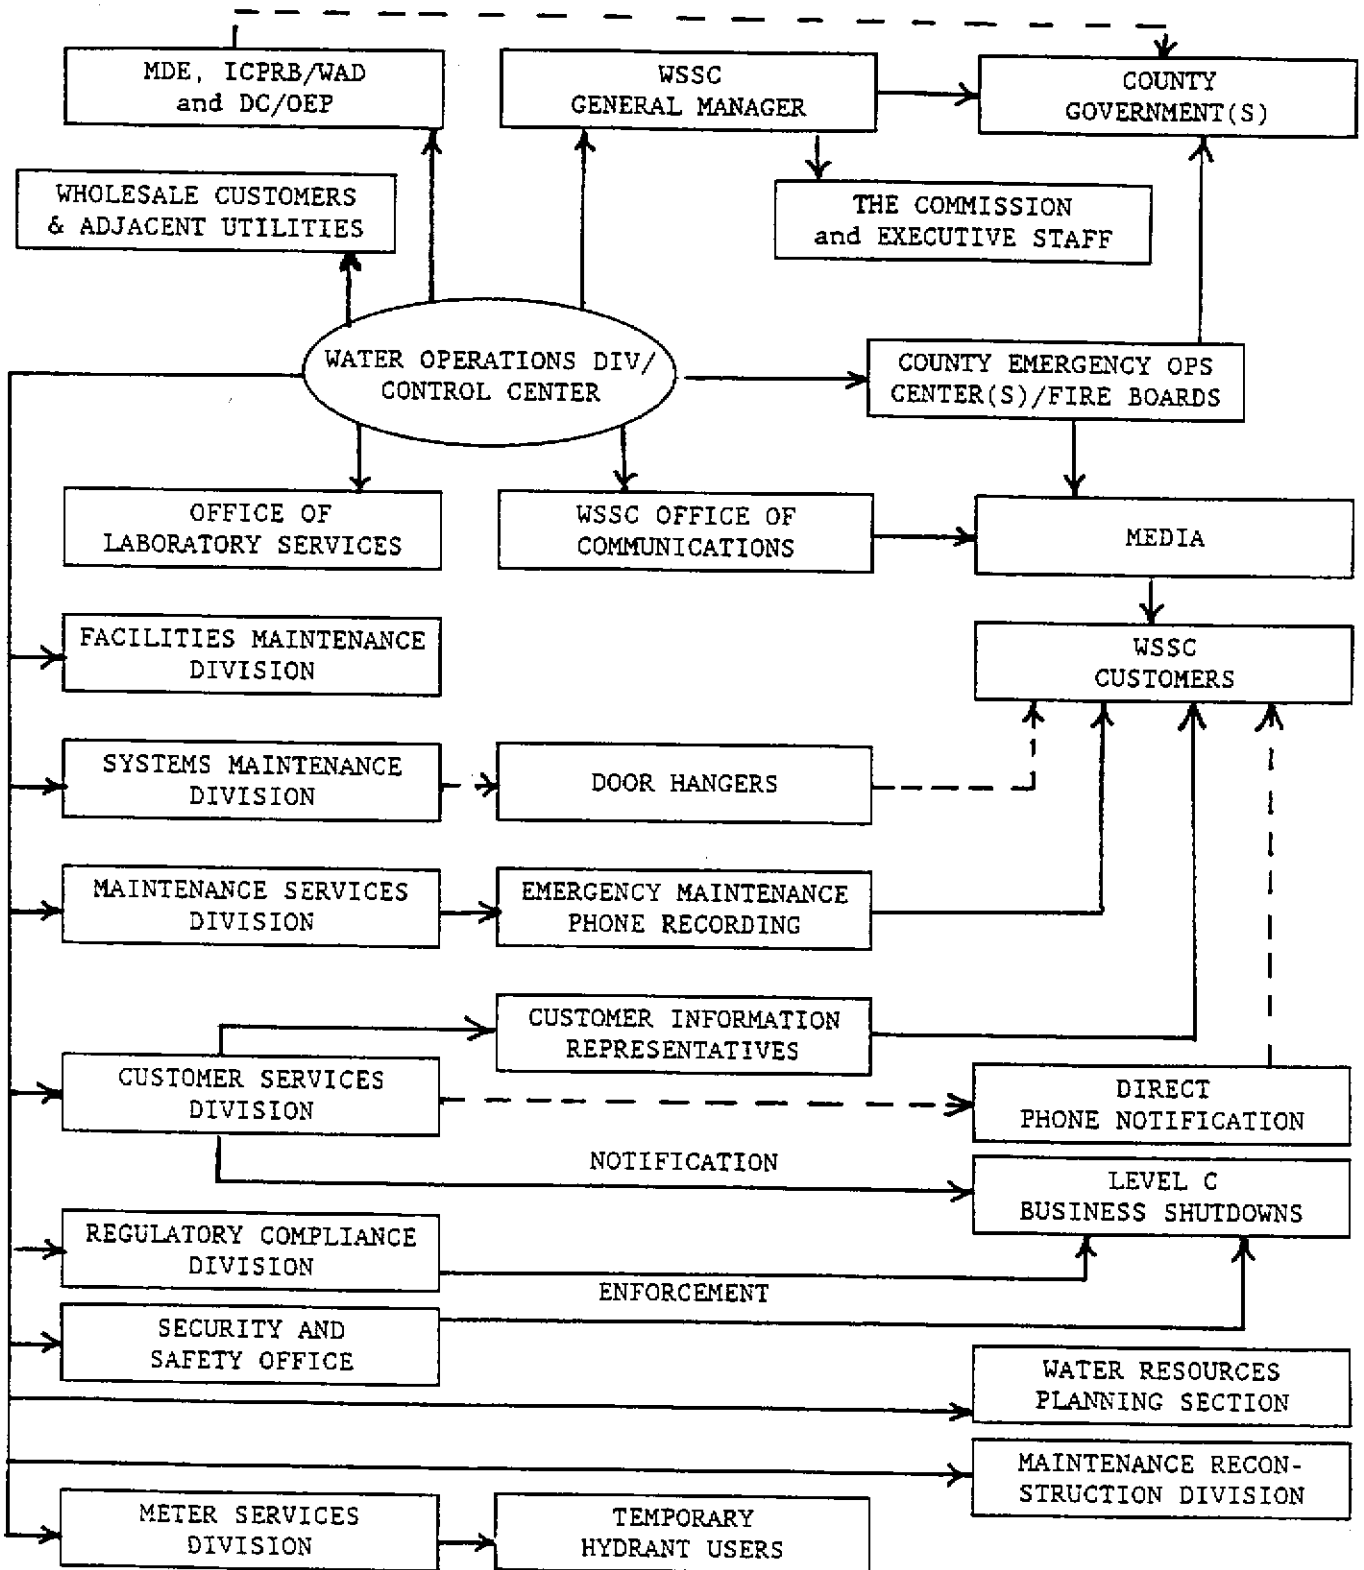 MDE, ICPRB/WAD
and DC/OEP
WSSC
GENERAL MANAGER
COUNTY
GOVERNMENT(S)
WHOLESALE CUSTOMERS
& ADJACENT UTILITIES
THE COMMISSION
and EXECUTIVE STAFF
WATER OPERATIONS DIV/
CONTROL CENTER
COUNTY EMERGENCY OPS
CENTER(S)/FIRE BOARDS
OFFICE OF
LABORATORY SERVICES
WSSC OFFICE OF
COMMUNICATIONS
MEDIA
FACILITIES MAINTENANCE
DIVISION
WSSC
CUSTOMERS
SYSTEMS MAINTENANCE
DIVISION
DOOR HANGERS
MAINTENANCE SERVICES
DIVISION
EMERGENCY MAINTENANCE
PHONE RECORDING
CUSTOMER INFORMATION
REPRESENTATIVES
CUSTOMER SERVICES
DIVISION
DIRECT
PHONE NOTIFICATION
NOTIFICATION
LEVEL C
BUSINESS SHUTDOWNS
REGULATORY COMPLIANCE
DIVISION
ENFORCEMENT
SECURITY AND
SAFETY OFFICE
WATER RESOURCES
PLANNING SECTION
MAINTENANCE RECON-
STRUCTION DIVISION
METER SERVICES
DIVISION
TEMPORARY
HYDRANT USERS